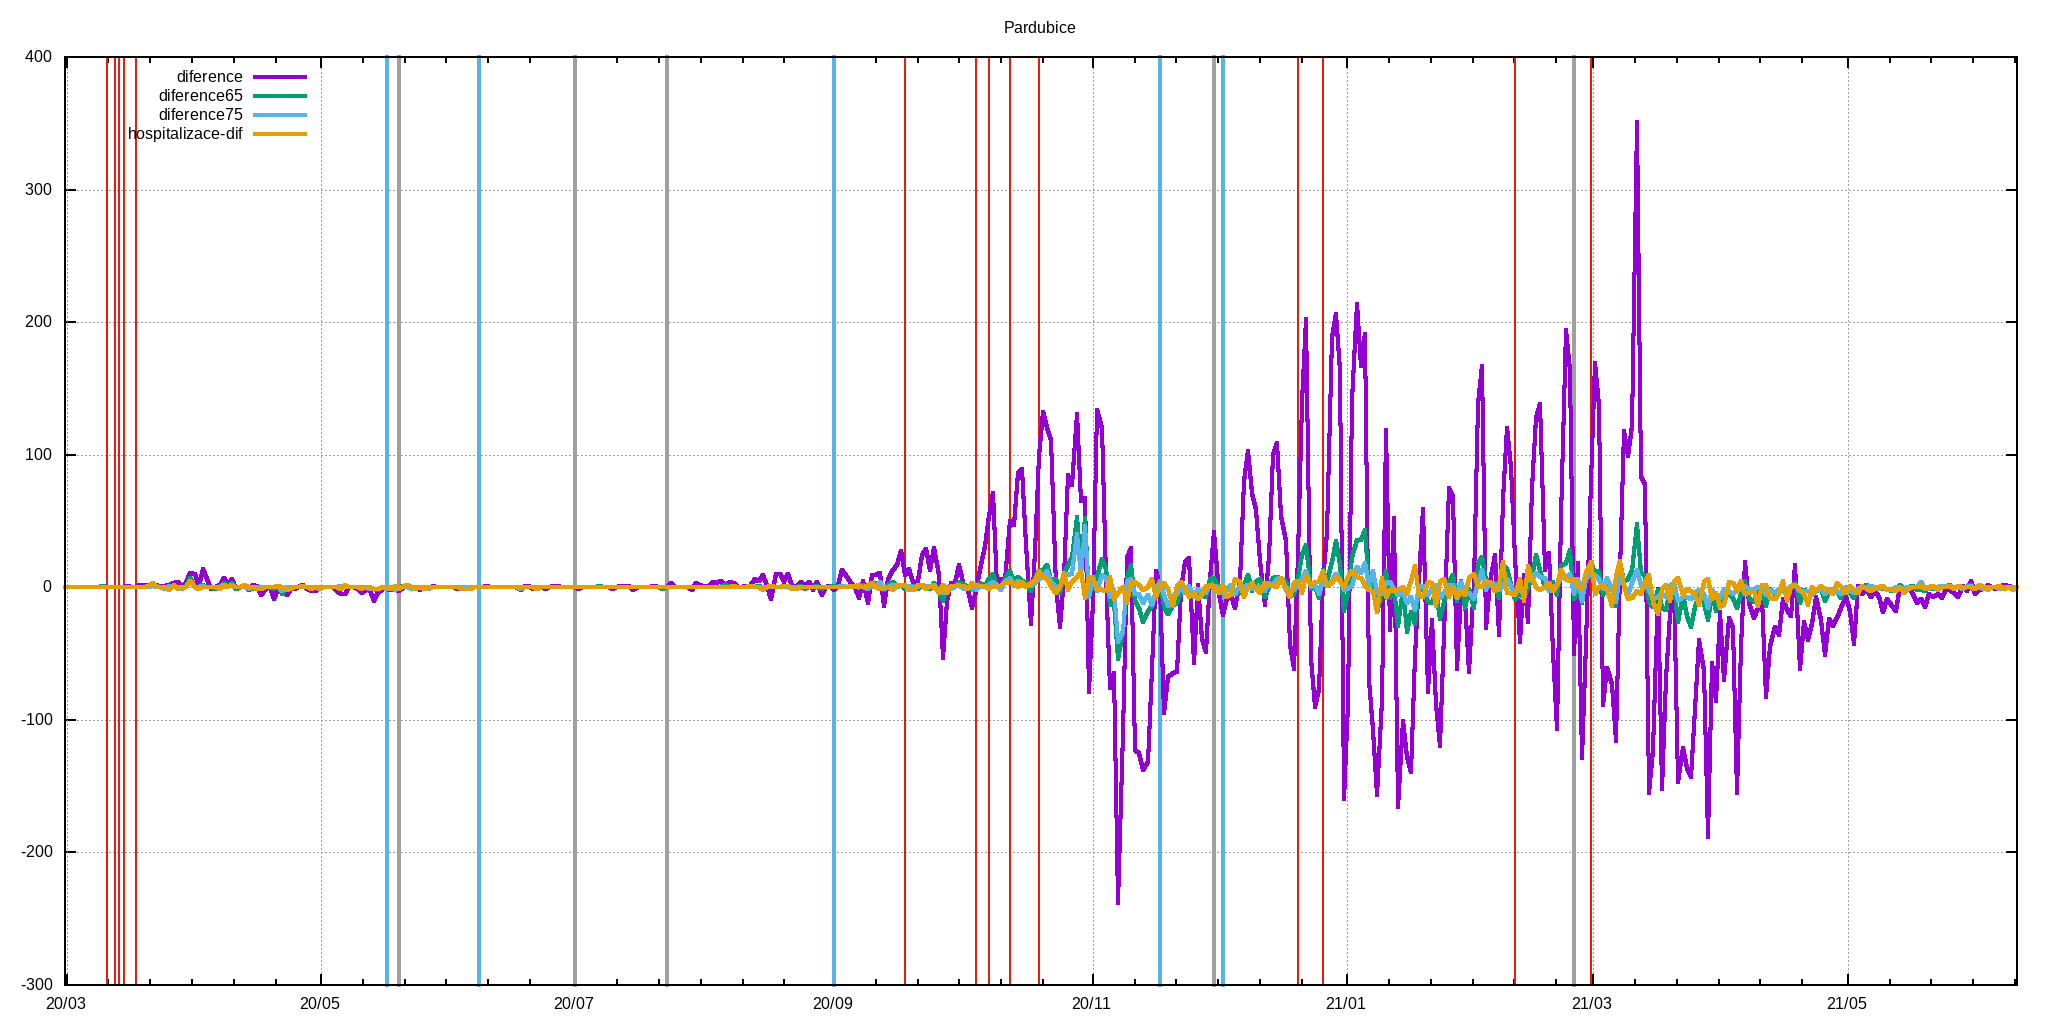 Pardubice
400
300
200
100
0
-100
-200
-300
diference
diference65
diference75
hospitalizace-dif
20/03 20/05 20/07 20/09 20/11 21/01 21/03 21/05